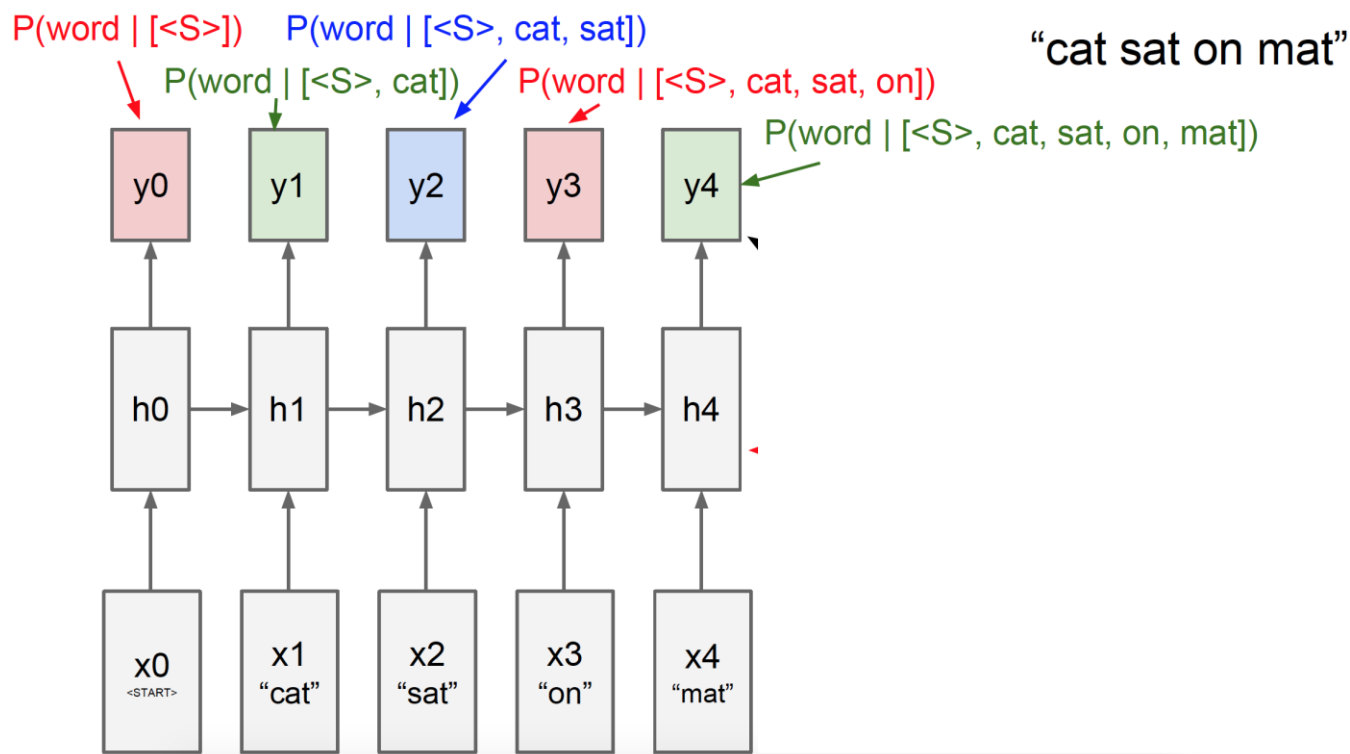 P(word | [<S>])
P(word | [<S>, cat, sat])
“cat sat on mat”
P(word | [<S>, cat])
P(word | [<S>, cat, sat, on])
P(word | [<S>, cat, sat, on, mat])
y0
y1
y2
y3
y4
h0
h1
h2
h3
h4
x0
<START>
x1
“cat”
x2
“sat”
x3
“on”
x4
“mat”